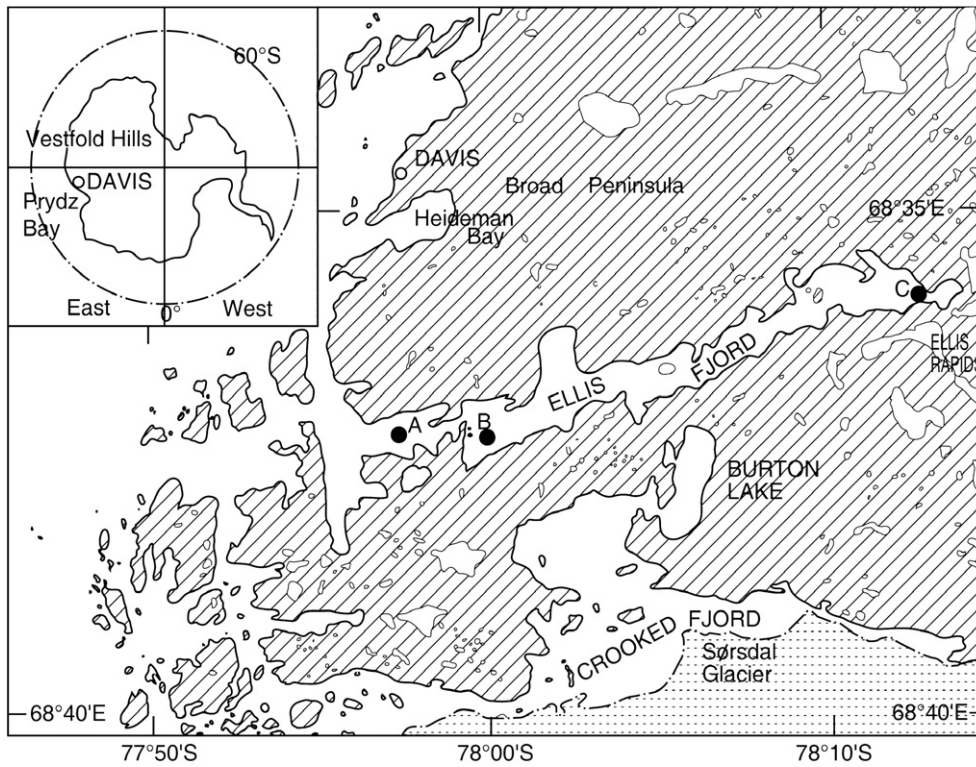 60°S
Vestfold Hills
DAVIS
Prydz
Bay
East
0°
West
DAVIS
Broad Peninsula
Heideman
Bay
68°35'E
C
ELLIS
RAPIDS
ELLIS FJORD
A
B
BURTON
LAKE
CROOKED FJORD
Sørsdal
Glacier
68°40'E
68°40'E
77°50'S
78°00'S
78°10'S